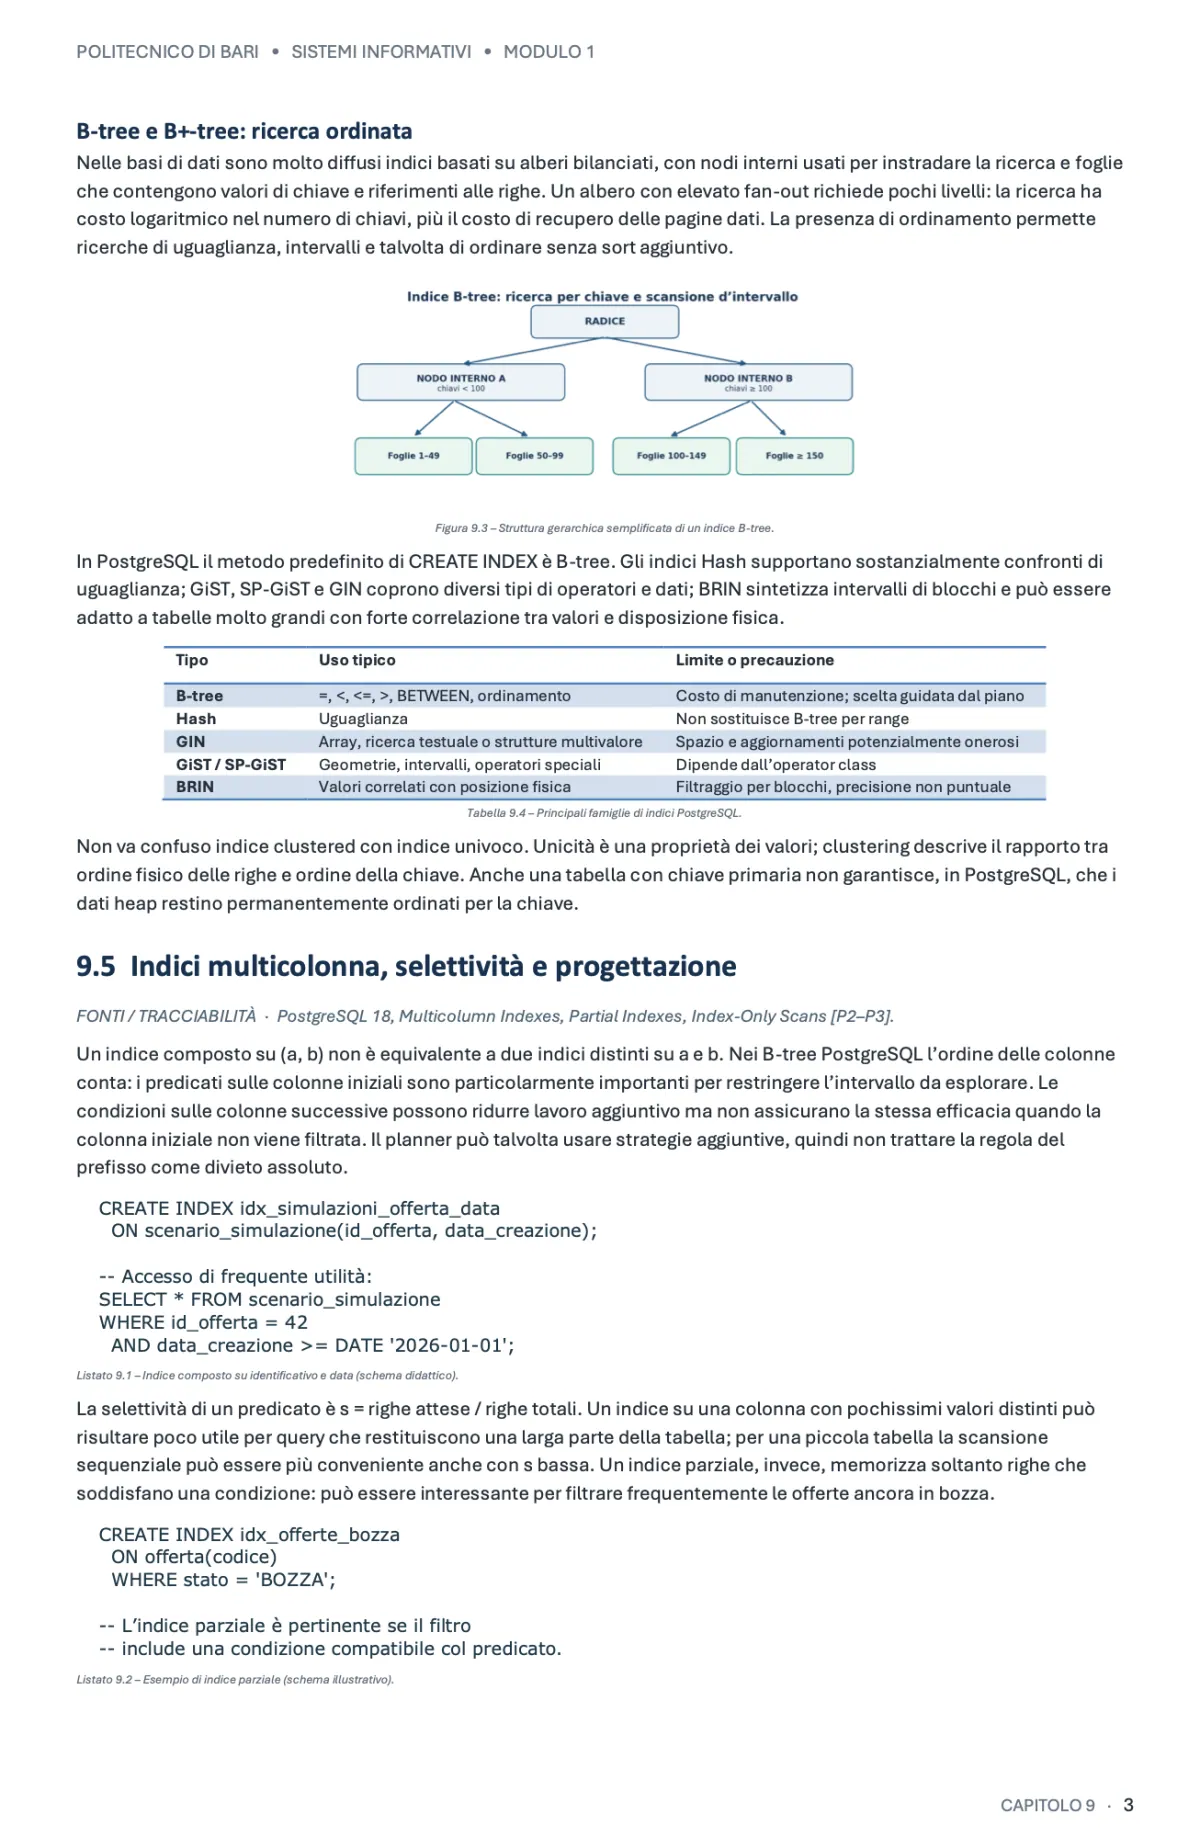 POLITECNICO DI BARI • SISTEMI INFORMATIVI • MODULO 1
B-tree e B+-tree: ricerca ordinata
Nelle basi di dati sono molto diffusi indici basati su alberi bilanciati, con nodi interni usati per instradare la ricerca e foglie
che contengono valori di chiave e riferimenti alle righe. Un albero con elevato fan-out richiede pochi livelli: la ricerca ha
costo logaritmico nel numero di chiavi, più il costo di recupero delle pagine dati. La presenza di ordinamento permette
ricerche di uguaglianza, intervalli e talvolta di ordinare senza sort aggiuntivo.
Indice B-tree: ricerca per chiave e scansione d’intervallo
RADICE
NODO INTERNO A
chiavi < 100
NODO INTERNO B
chiavi ≥ 100
Foglie 1–49
Foglie 50–99
Foglie 100–149
Foglie ≥ 150
Figura 9.3 – Struttura gerarchica semplificata di un indice B-tree.
In PostgreSQL il metodo predefinito di CREATE INDEX è B-tree. Gli indici Hash supportano sostanzialmente confronti di
uguaglianza; GiST, SP-GiST e GIN coprono diversi tipi di operatori e dati; BRIN sintetizza intervalli di blocchi e può essere
adatto a tabelle molto grandi con forte correlazione tra valori e disposizione fisica.
Tipo Uso tipico Limite o precauzione
B-tree =, <, <=, >, BETWEEN, ordinamento Costo di manutenzione; scelta guidata dal piano
Hash Uguaglianza Non sostituisce B-tree per range
GIN Array, ricerca testuale o strutture multivalore Spazio e aggiornamenti potenzialmente onerosi
GiST / SP-GiST Geometrie, intervalli, operatori speciali Dipende dall’operator class
BRIN Valori correlati con posizione fisica Filtraggio per blocchi, precisione non puntuale
Tabella 9.4 – Principali famiglie di indici PostgreSQL.
Non va confuso indice clustered con indice univoco. Unicità è una proprietà dei valori; clustering descrive il rapporto tra
ordine fisico delle righe e ordine della chiave. Anche una tabella con chiave primaria non garantisce, in PostgreSQL, che i
dati heap restino permanentemente ordinati per la chiave.
9.5 Indici multicolonna, selettività e progettazione
FONTI / TRACCIABILITÀ · PostgreSQL 18, Multicolumn Indexes, Partial Indexes, Index-Only Scans [P2–P3].
Un indice composto su (a, b) non è equivalente a due indici distinti su a e b. Nei B-tree PostgreSQL l’ordine delle colonne
conta: i predicati sulle colonne iniziali sono particolarmente importanti per restringere l’intervallo da esplorare. Le
condizioni sulle colonne successive possono ridurre lavoro aggiuntivo ma non assicurano la stessa efficacia quando la
colonna iniziale non viene filtrata. Il planner può talvolta usare strategie aggiuntive, quindi non trattare la regola del
prefisso come divieto assoluto.
CREATE INDEX idx_simulazioni_offerta_data
ON scenario_simulazione(id_offerta, data_creazione);
-- Accesso di frequente utilità:
SELECT * FROM scenario_simulazione
WHERE id_offerta = 42
AND data_creazione >= DATE '2026-01-01';
Listato 9.1 – Indice composto su identificativo e data (schema didattico).
La selettività di un predicato è s = righe attese / righe totali. Un indice su una colonna con pochissimi valori distinti può
risultare poco utile per query che restituiscono una larga parte della tabella; per una piccola tabella la scansione
sequenziale può essere più conveniente anche con s bassa. Un indice parziale, invece, memorizza soltanto righe che
soddisfano una condizione: può essere interessante per filtrare frequentemente le offerte ancora in bozza.
CREATE INDEX idx_offerte_bozza
ON offerta(codice)
WHERE stato = 'BOZZA';
-- L’indice parziale è pertinente se il filtro
-- include una condizione compatibile col predicato.
Listato 9.2 – Esempio di indice parziale (schema illustrativo).
CAPITOLO 9 · 3